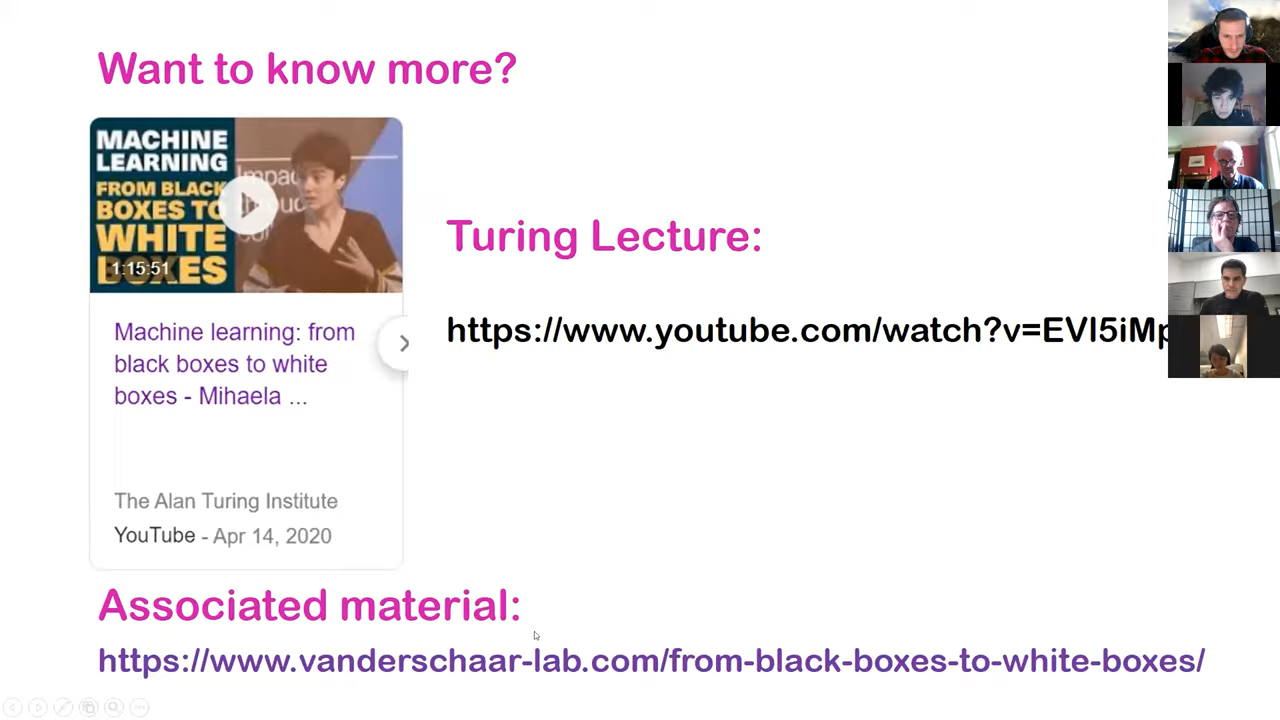 Want to know more?
MACHINE
LEARNING
FROM BLACK
BOXES TO
WHITE
BOXES
1:15:51
Machine learning: from
black boxes to white
boxes - Mihaela ...
The Alan Turing Institute
YouTube - Apr 14, 2020
Turing Lecture:
https://www.youtube.com/watch?v=EVI5iMp
Associated material:
https://www.vanderschaar-lab.com/from-black-boxes-to-white-boxes/